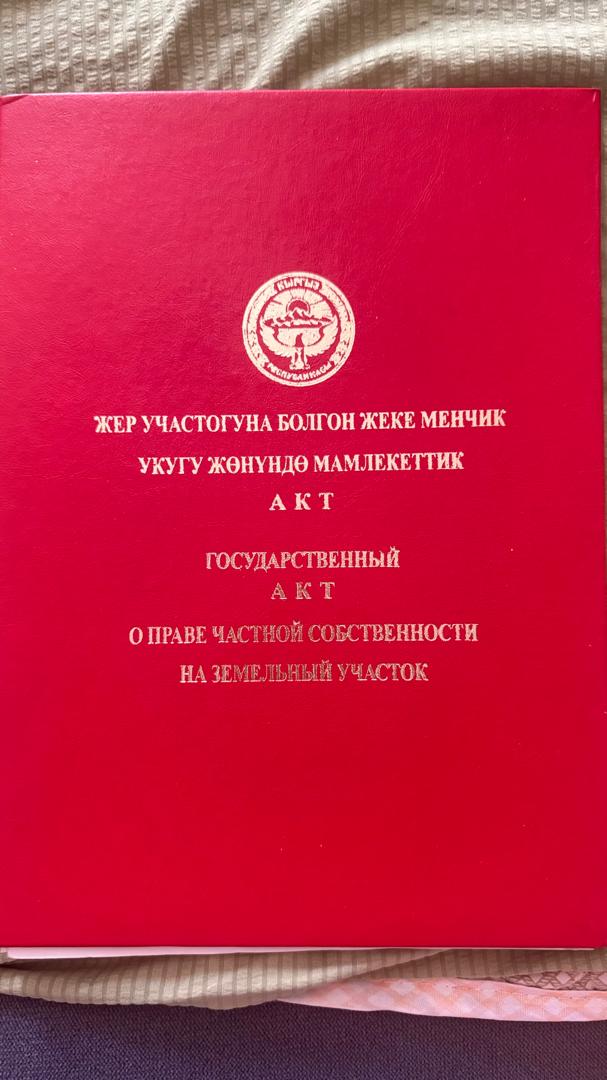 КЫРГЫЗ
РЕСПУБЛИКАСЫ
ЖЕР УЧАСТОГУНА БОЛГОН ЖЕКЕ МЕНЧИК
УКУГУ ЖӨНҮНДӨ МАМЛЕКЕТТИК
АКТ
ГОСУДАРСТВЕННЫЙ
АКТ
О ПРАВЕ ЧАСТНОЙ СОБСТВЕННОСТИ
НА ЗЕМЕЛЬНЫЙ УЧАСТОК